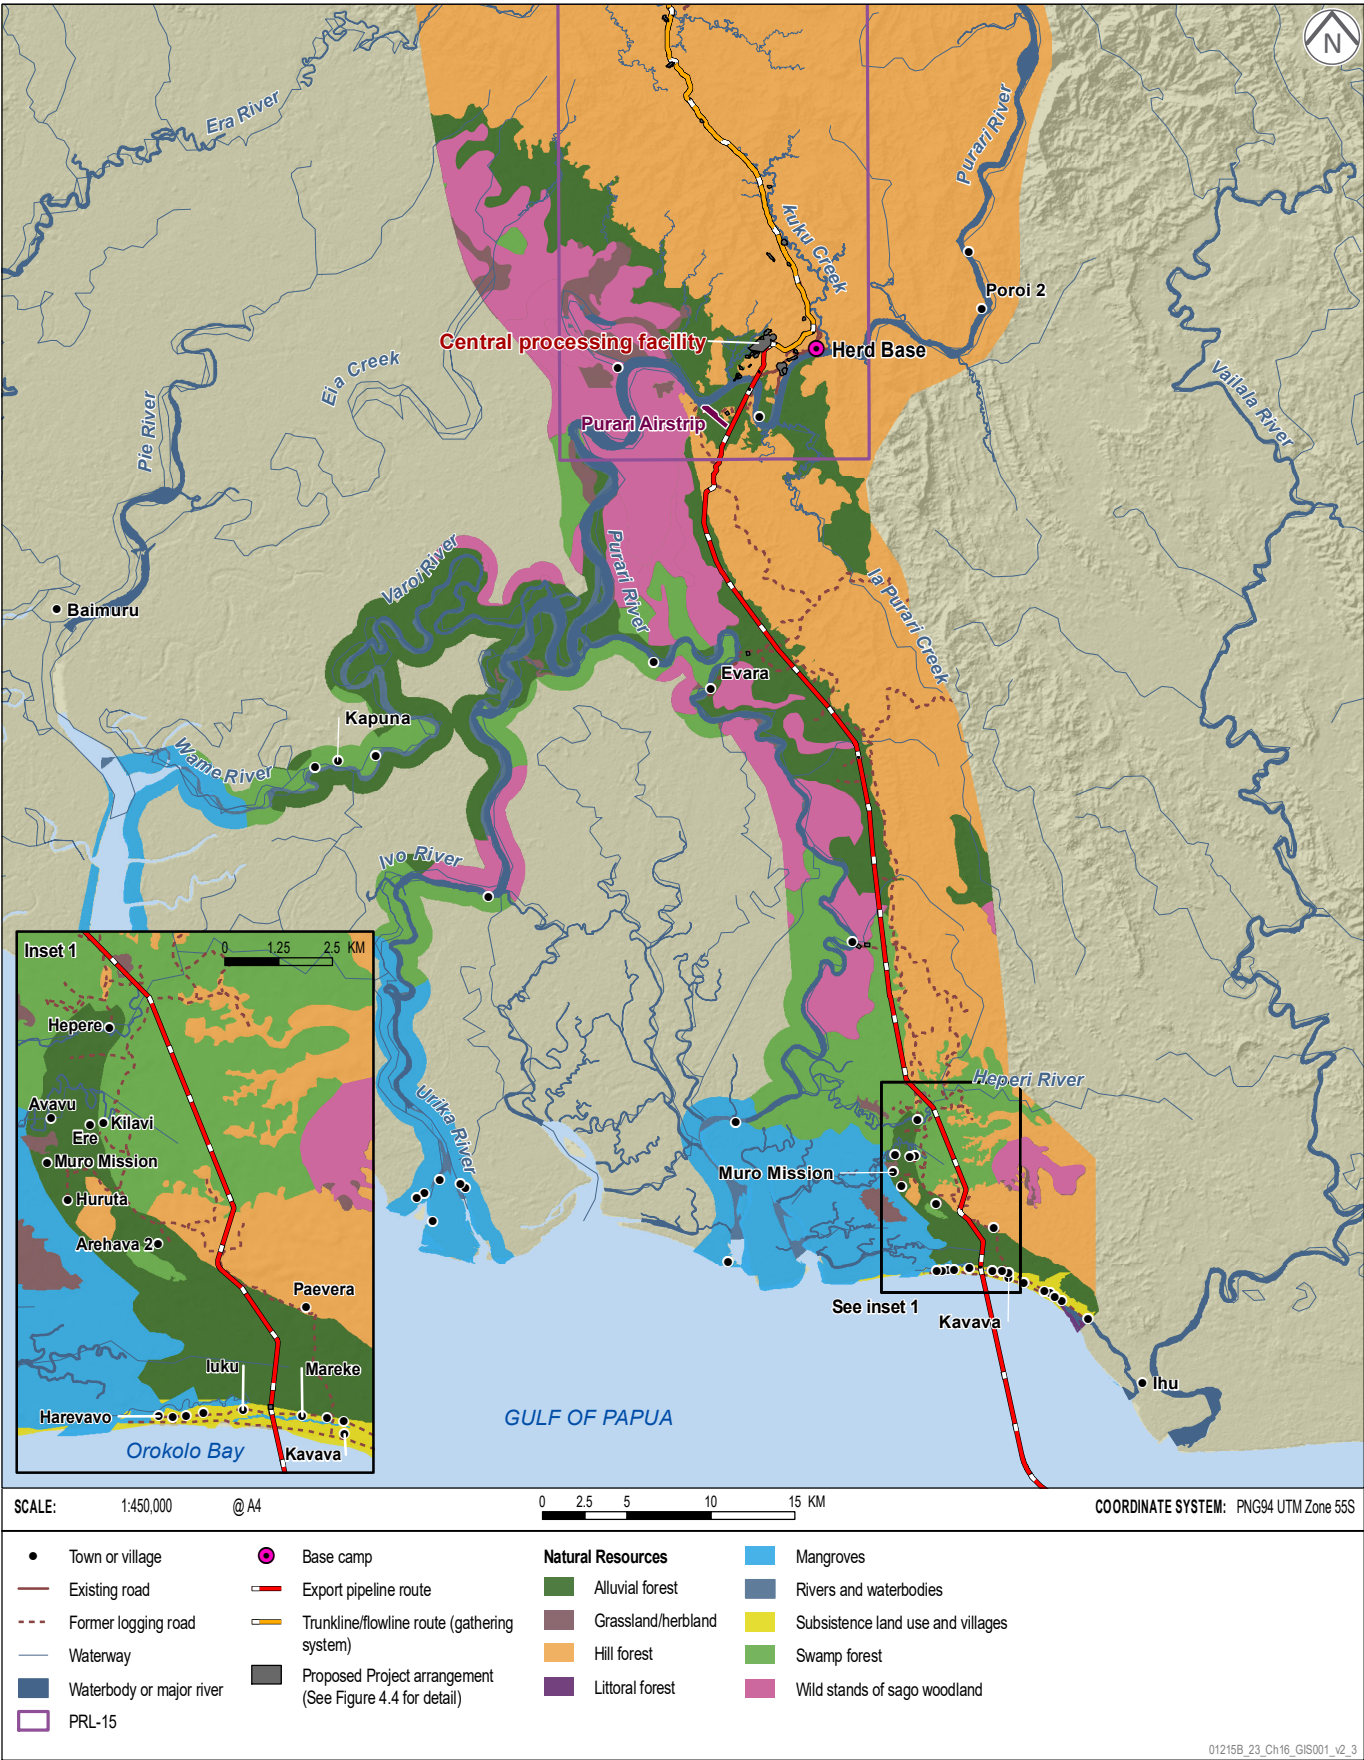 N
Era River
Purari River
kuku Creek
Poroi 2
Central processing facility
Herd Base
Eia Creek
Pie River
Vailala River
Purari Airstrip
Varoi River
Purari River
Ia Purari Creek
Baimuru
Evara
Kapuna
Wame River
Ivo River
Inset 1
0 1.25 2.5 KM
Hepere
Avavu
Kilavi
Ere
Muro Mission
Huruta
Arehava 2
Paevera
Iuku
Mareke
Harevavo
Orokolo Bay
Kavava
Urika River
Heperi River
Muro Mission
See inset 1
Kavava
Ihu
GULF OF PAPUA
SCALE: 1:450,000 @ A4
0 2.5 5 10 15 KM
COORDINATE SYSTEM: PNG94 UTM Zone 55S
Town or village
Existing road
Former logging road
Waterway
Waterbody or major river
PRL-15
Base camp
Export pipeline route
Trunkline/flowline route (gathering
system)
Proposed Project arrangement
(See Figure 4.4 for detail)
Natural Resources
Alluvial forest
Grassland/herbland
Hill forest
Littoral forest
Mangroves
Rivers and waterbodies
Subsistence land use and villages
Swamp forest
Wild stands of sago woodland
01215B_23_Ch16_GIS001_v2_3